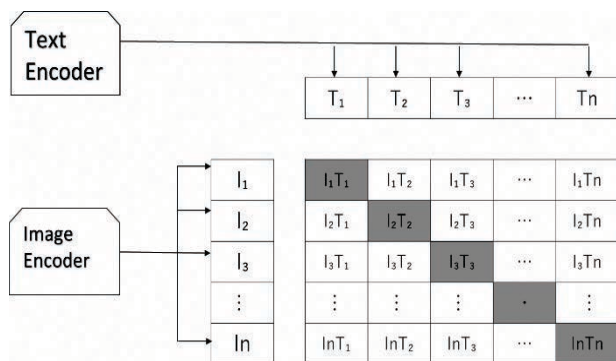 Text
Encoder
T₁ T₂ T₃ ⋯ Tn
I₁ I₁T₁ I₁T₂ I₁T₃ ⋯ I₁Tn
I₂ I₂T₁ I₂T₂ I₂T₃ ⋯ I₂Tn
Image
Encoder
I₃ I₃T₁ I₃T₂ I₃T₃ ⋯ I₃Tn
⋮ ⋮ ⋮ ⋮ · ⋮
In InT₁ InT₂ InT₃ ⋯ InTn